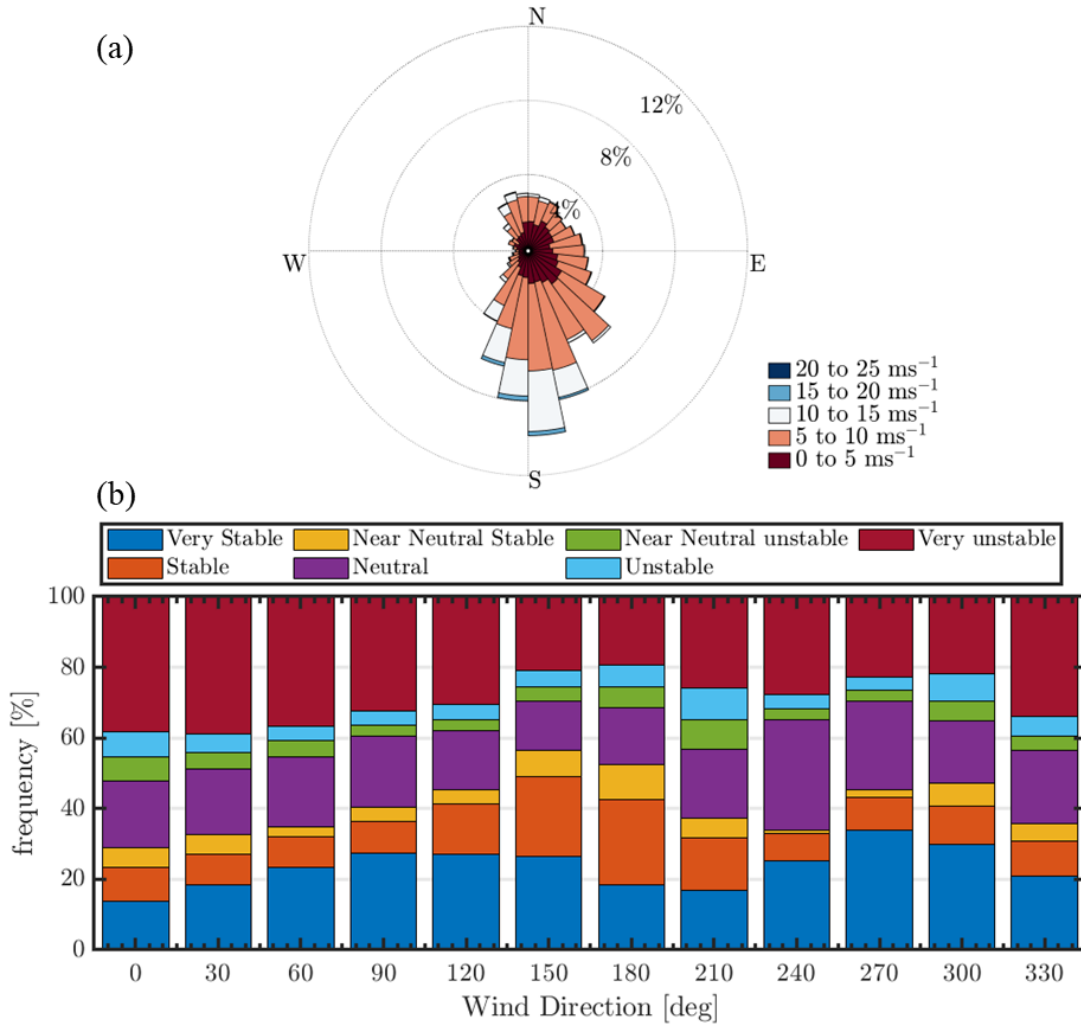 (a)
N
12%
8%
4%
W
E
S
20 to 25 ms⁻¹
15 to 20 ms⁻¹
10 to 15 ms⁻¹
5 to 10 ms⁻¹
0 to 5 ms⁻¹
(b)
Very Stable Near Neutral Stable Near Neutral unstable Very unstable
Stable Neutral Unstable
100
80
60
40
20
0
frequency [%]
0 30 60 90 120 150 180 210 240 270 300 330
Wind Direction [deg]